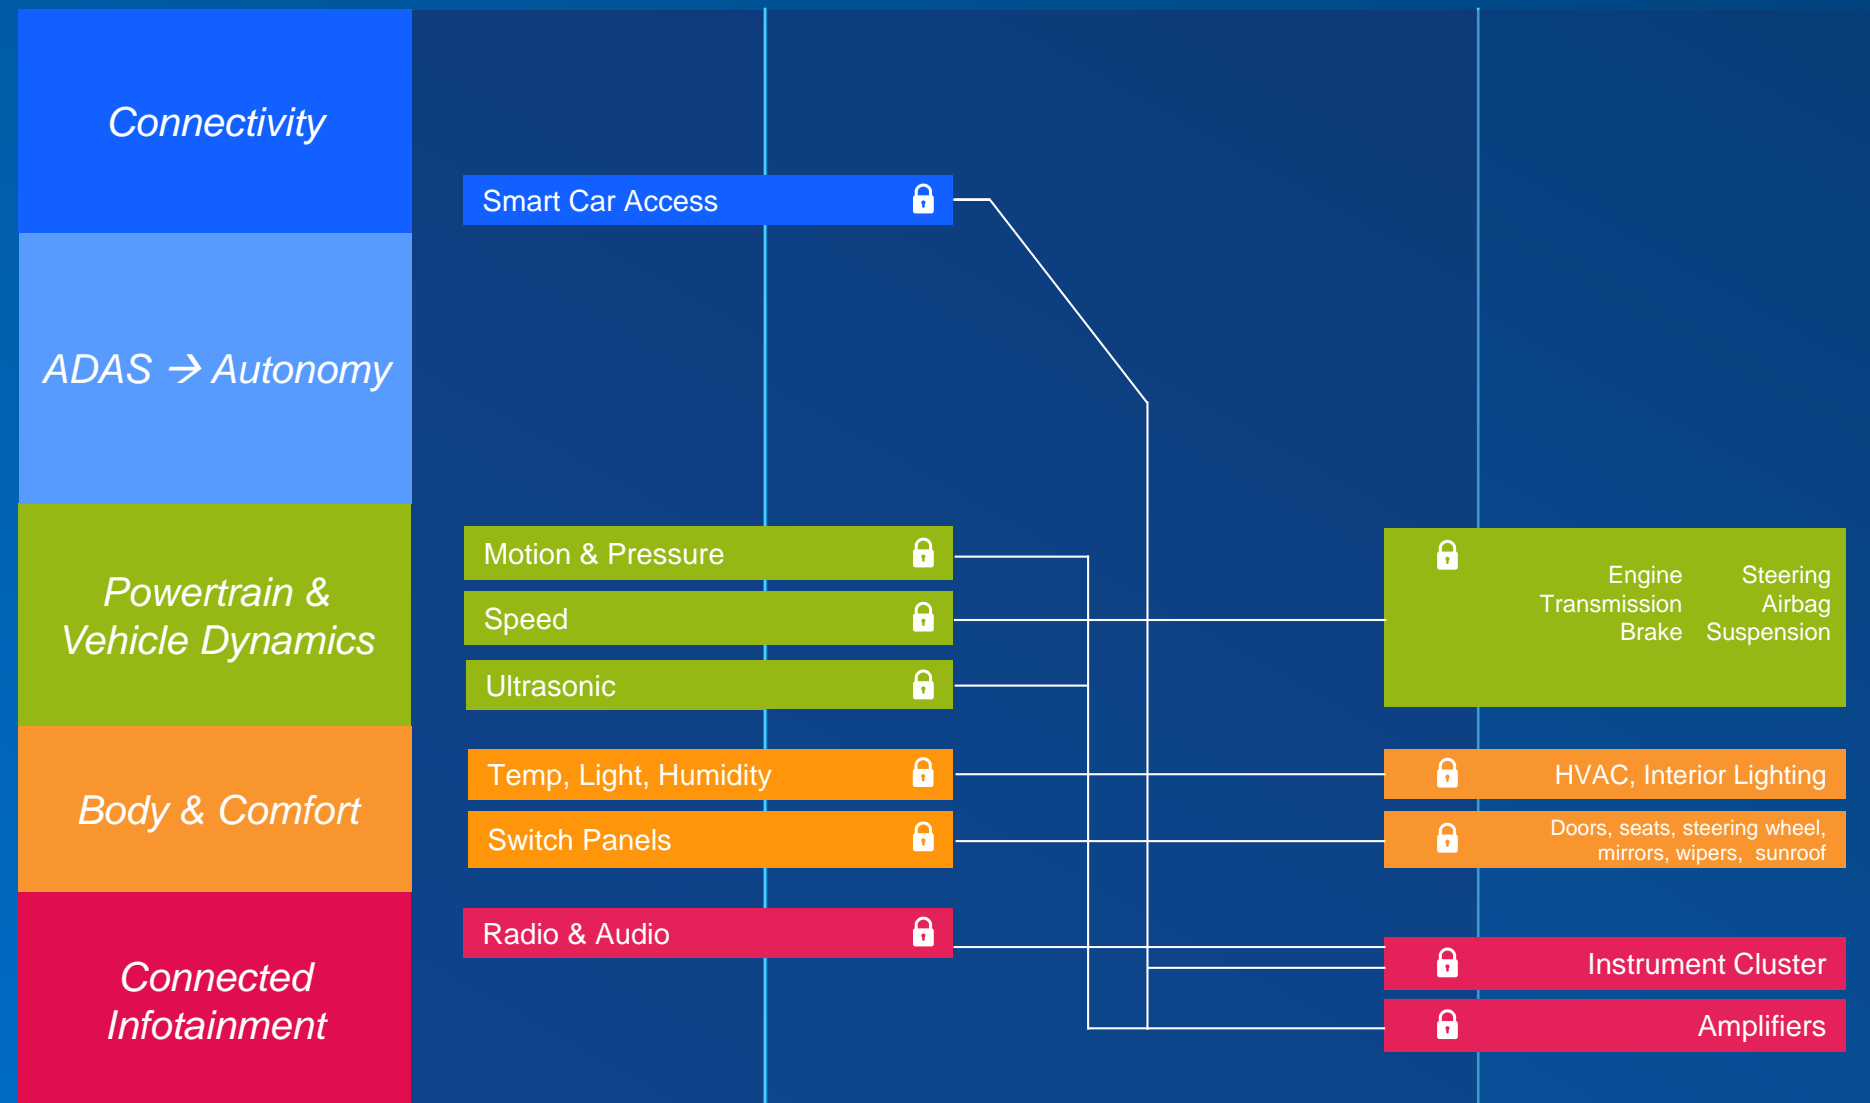 Connectivity
Smart Car Access
ADAS → Autonomy
Powertrain &
Vehicle Dynamics
Motion & Pressure
Speed
Ultrasonic
Engine Steering
Transmission Airbag
Brake Suspension
Body & Comfort
Temp, Light, Humidity
HVAC, Interior Lighting
Switch Panels
Doors, seats, steering wheel,
mirrors, wipers, sunroof
Connected
Infotainment
Radio & Audio
Instrument Cluster
Amplifiers